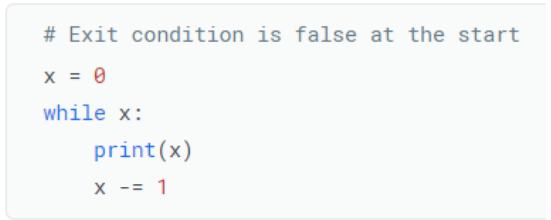 # Exit condition is false at the start
x = 0
while x:
    print(x)
    x -= 1